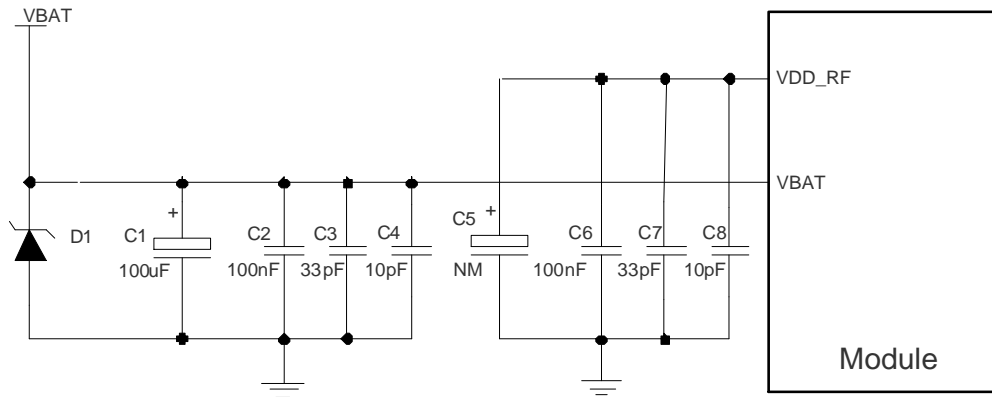 VBAT
VDD_RF
VBAT
D1
+
C1
100uF
C2
100nF
C3
33pF
C4
10pF
C5
+
NM
C6
100nF
C7
33pF
C8
10pF
Module